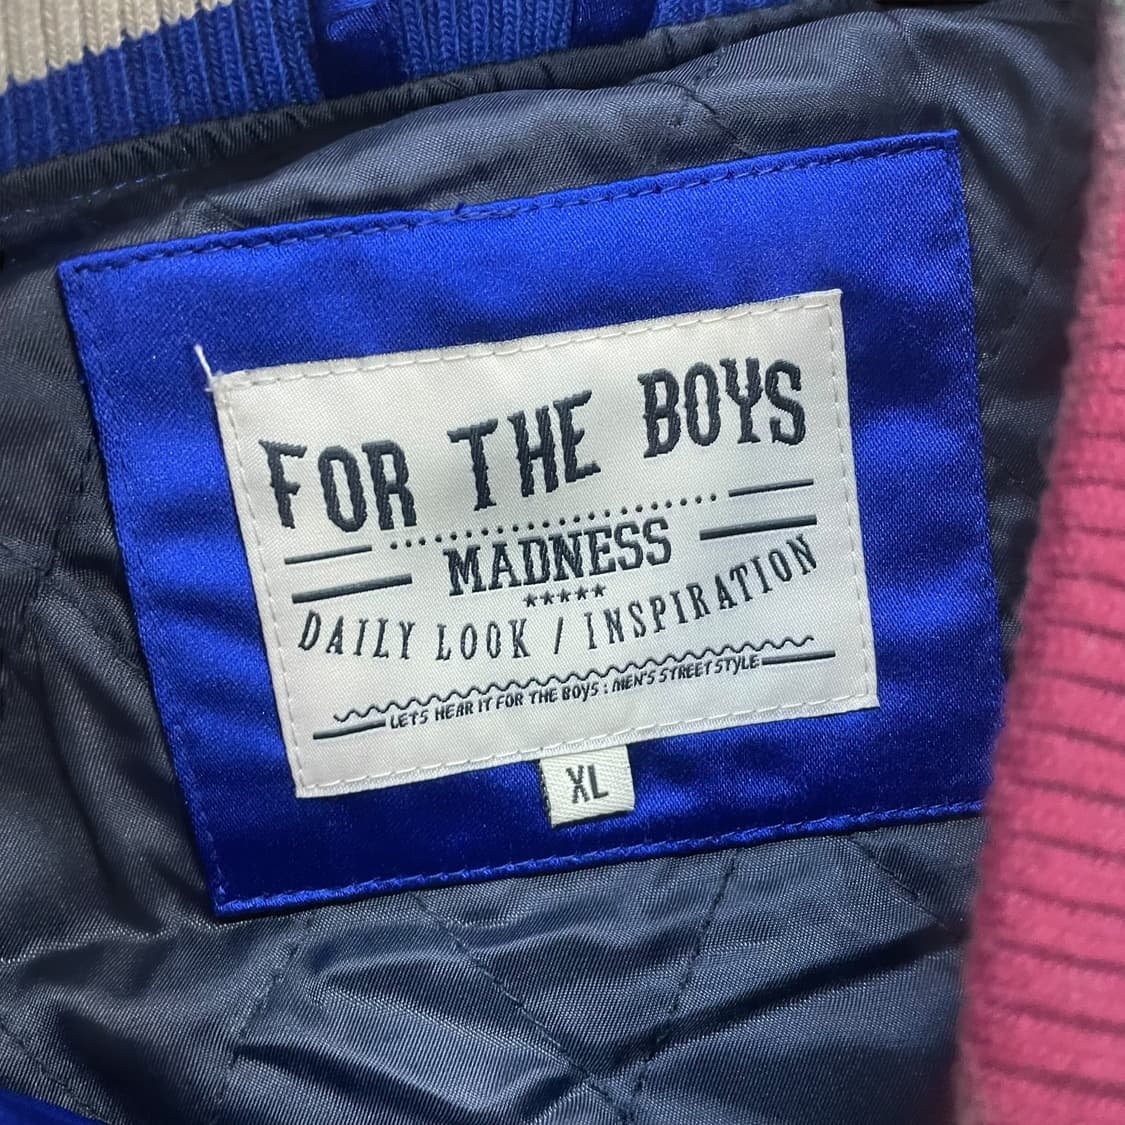 FOR THE BOYS
MADNESS
★★★★★
DAILY LOOK / INSPIRATION
LETS HEAR IT FOR THE BOYS : MEN'S STREET STYLE
XL